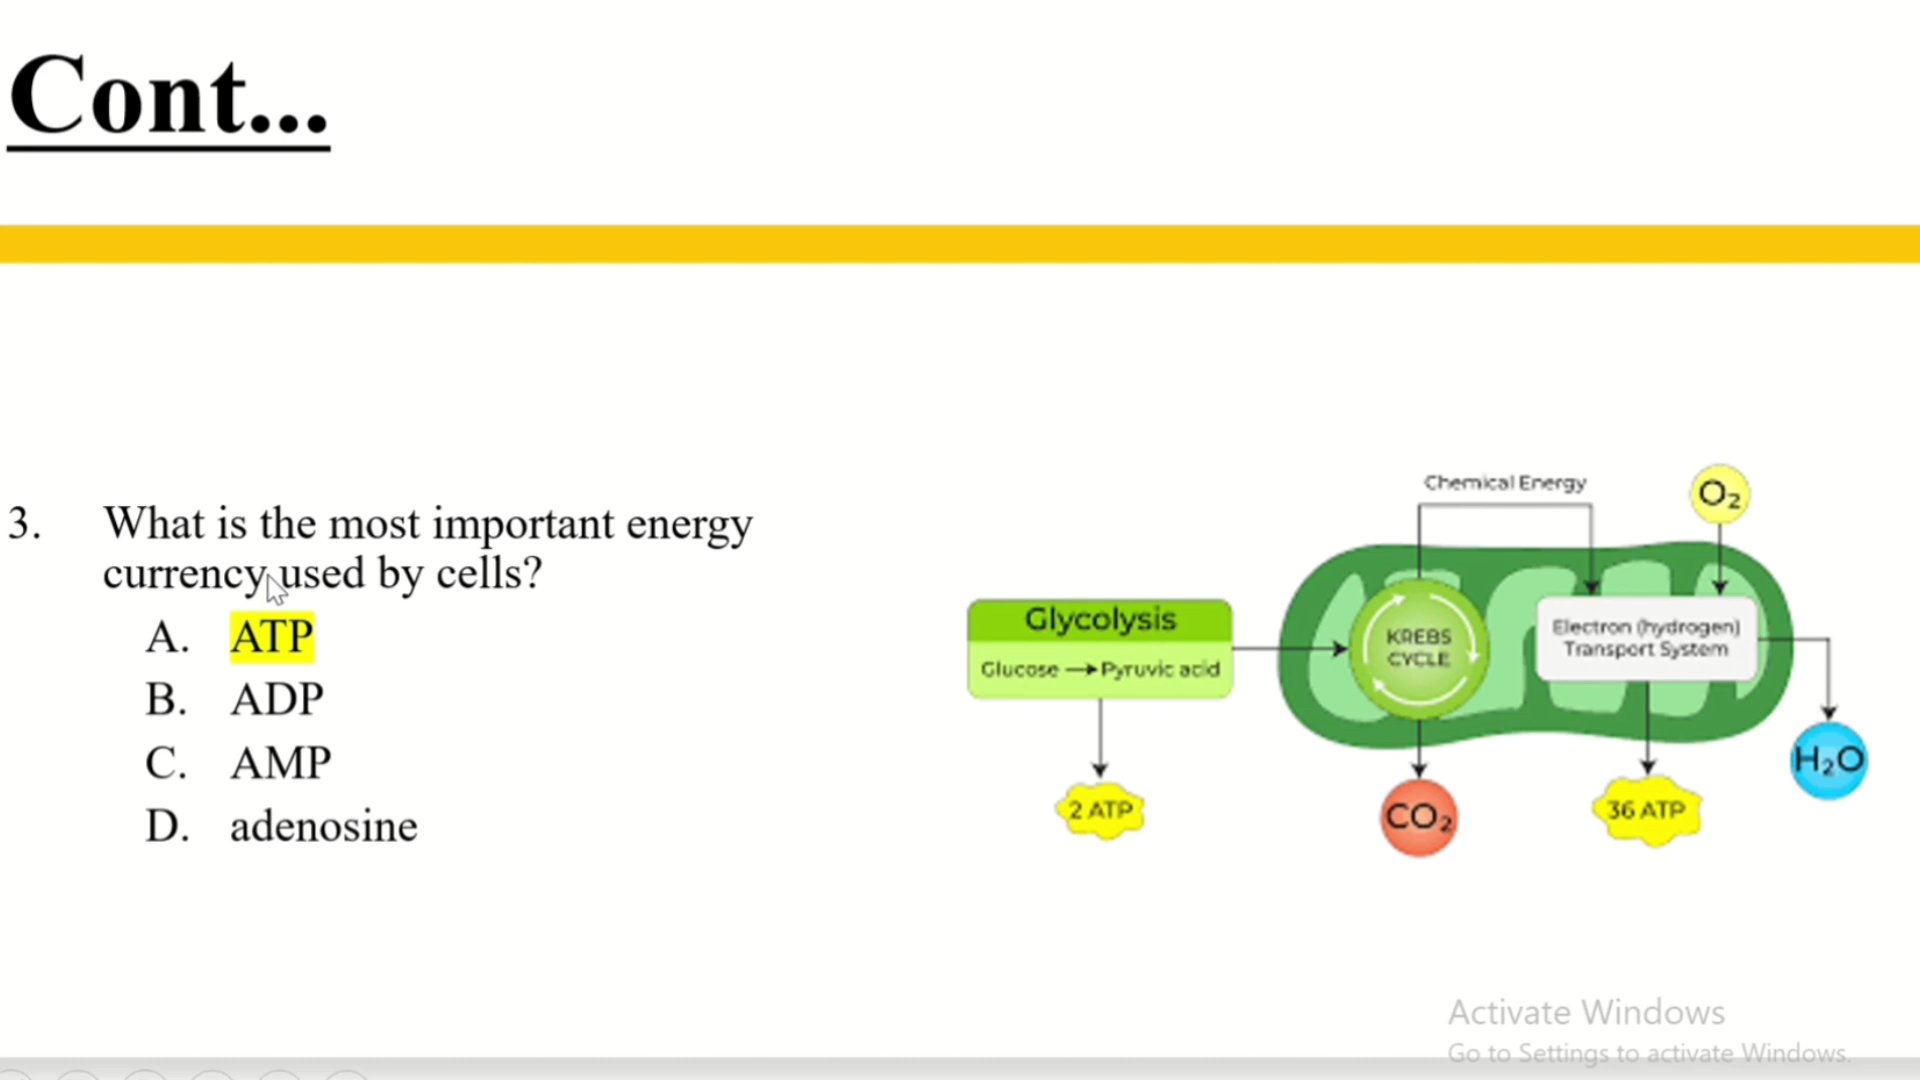 Cont...
3. What is the most important energy
currency used by cells?
A. ATP
B. ADP
C. AMP
D. adenosine
Chemical Energy
O₂
Glycolysis
Glucose → Pyruvic acid
KREBS
CYCLE
Electron (hydrogen)
Transport System
2 ATP
CO₂
36 ATP
H₂O
Activate Windows
Go to Settings to activate Windows.